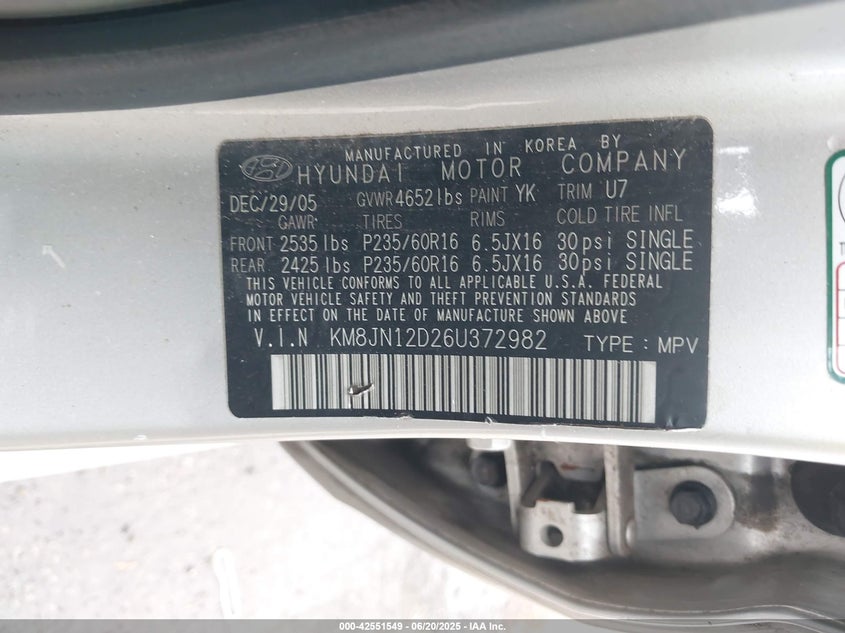 MANUFACTURED IN KOREA BY
HYUNDAI MOTOR COMPANY
DEC/29/05 GVWR 4652lbs PAINT YK TRIM U7
GAWR TIRES RIMS COLD TIRE INFL
FRONT 2535 lbs P235/60R16 6.5JX16 30psi SINGLE
REAR 2425 lbs P235/60R16 6.5JX16 30psi SINGLE
THIS VEHICLE CONFORMS TO ALL APPLICABLE U.S.A. FEDERAL
MOTOR VEHICLE SAFETY AND THEFT PREVENTION STANDARDS
IN EFFECT ON THE DATE OF MANUFACTURE SHOWN ABOVE
V.I.N KM8JN12D26U372982 TYPE : MPV
000-42551549 | 06/20/2025 - IAA Inc.